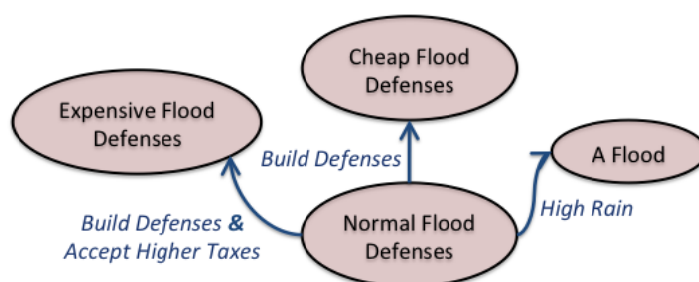 Cheap Flood
Defenses
Expensive Flood
Defenses
Build Defenses
A Flood
Build Defenses &
Accept Higher Taxes
Normal Flood
Defenses
High Rain